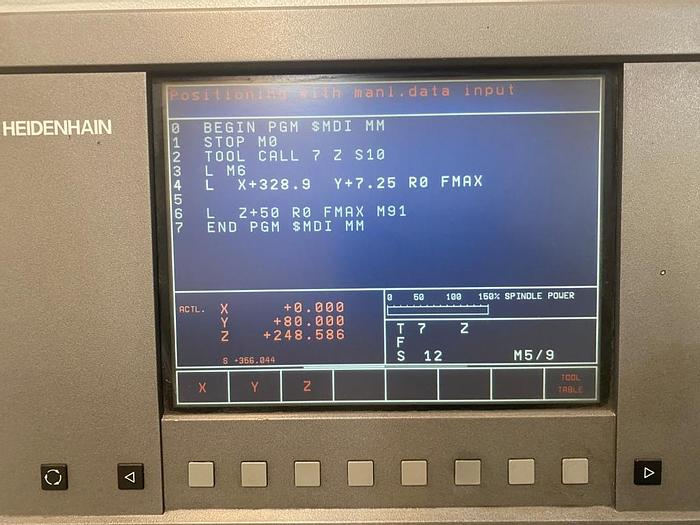 Positioning with manl.data input
HEIDENHAIN
0 BEGIN PGM $MDI MM
1 STOP M0
2 TOOL CALL 7 Z S10
3 L M6
4 L X+328.9 Y+7.25 R0 FMAX
5
6 L Z+50 R0 FMAX M91
7 END PGM $MDI MM
0 50 100 150% SPINDLE POWER
ACTL. X +0.000
Y +80.000
Z +248.586
S +356.044
T 7 Z
F
S 12 M5/9
X Y Z TOOL
TABLE